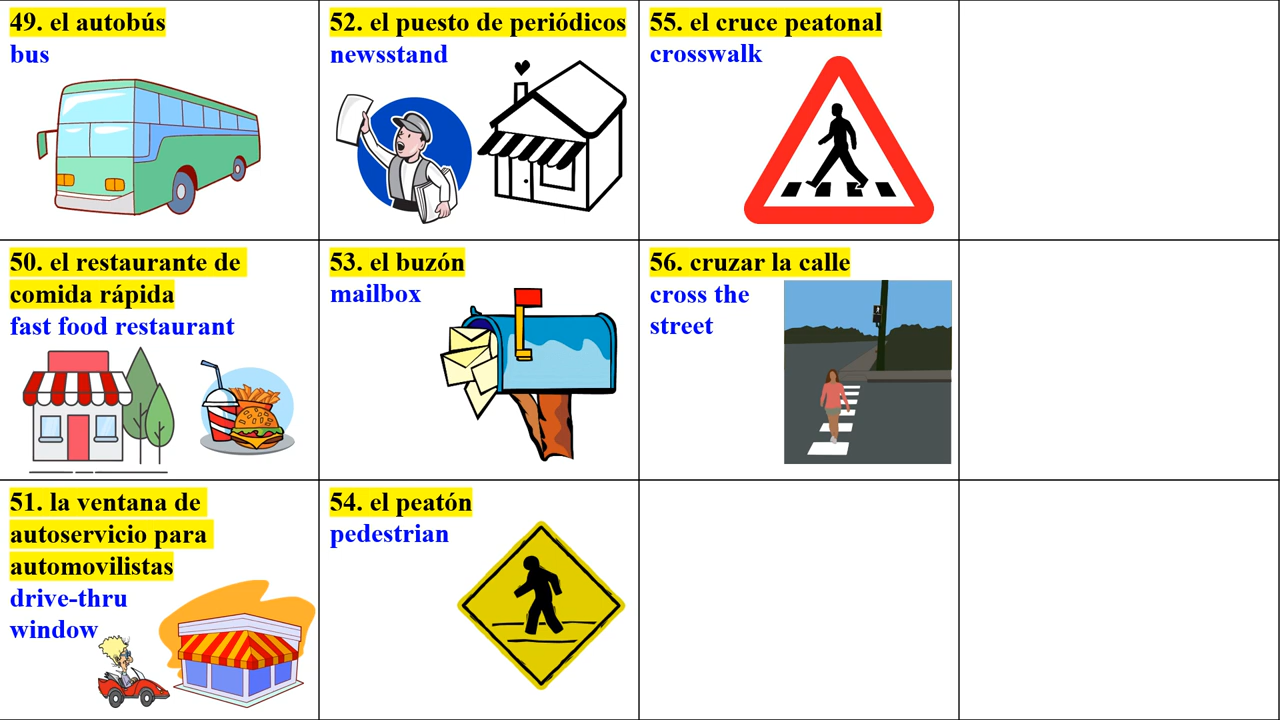 49. el autobús
bus
50. el restaurante de
comida rápida
fast food restaurant
51. la ventana de
autoservicio para
automovilistas
drive-thru
window
52. el puesto de periódicos
newsstand
53. el buzón
mailbox
54. el peatón
pedestrian
55. el cruce peatonal
crosswalk
56. cruzar la calle
cross the
street